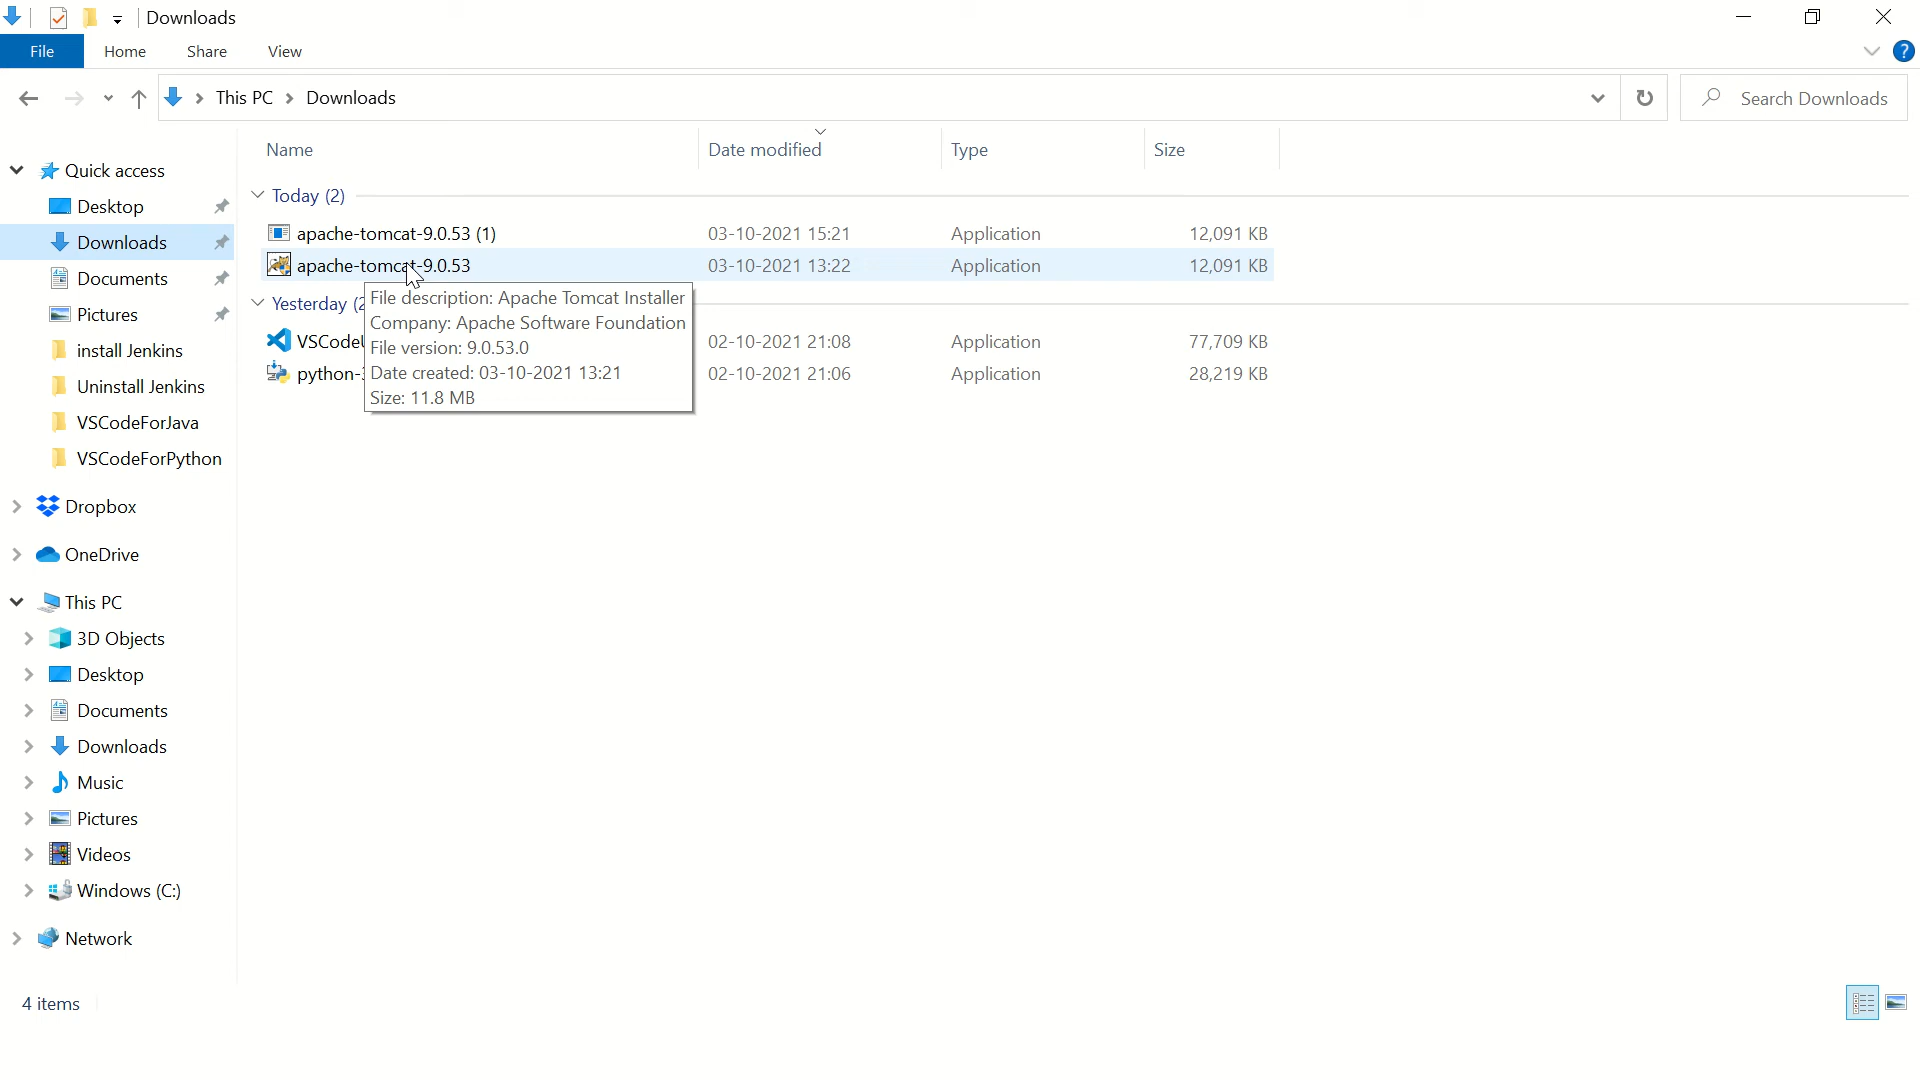 Downloads
File Home Share View
This PC Downloads
Search Downloads
Name Date modified Type Size
Quick access
Desktop
Downloads
Documents
Pictures
install Jenkins
Uninstall Jenkins
VSCodeForJava
VSCodeForPython
Dropbox
OneDrive
This PC
3D Objects
Desktop
Documents
Downloads
Music
Pictures
Videos
Windows (C:)
Network
Today (2)
apache-tomcat-9.0.53 (1) 03-10-2021 15:21 Application 12,091 KB
apache-tomcat-9.0.53 03-10-2021 13:22 Application 12,091 KB
Yesterday
02-10-2021 21:08 Application 77,709 KB
02-10-2021 21:06 Application 28,219 KB
File description: Apache Tomcat Installer
Company: Apache Software Foundation
File version: 9.0.53.0
Date created: 03-10-2021 13:21
Size: 11.8 MB
4 items